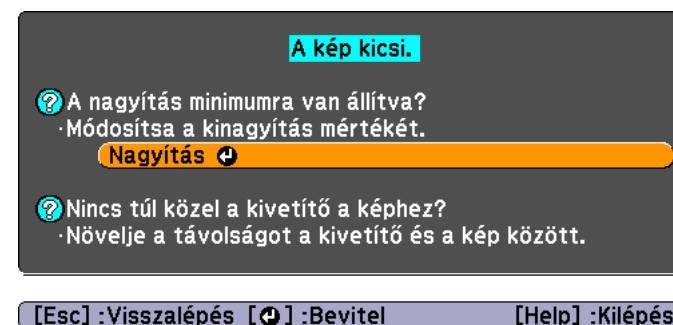 A kép kicsi.
A nagyítás minimumra van állítva?
·Módosítsa a kinagyítás mértékét.
Nagyítás
Nincs túl közel a kivetítő a képhez?
·Növelje a távolságot a kivetítő és a kép között.
[Esc] :Visszalépés [⏎] :Bevitel [Help] :Kilépés